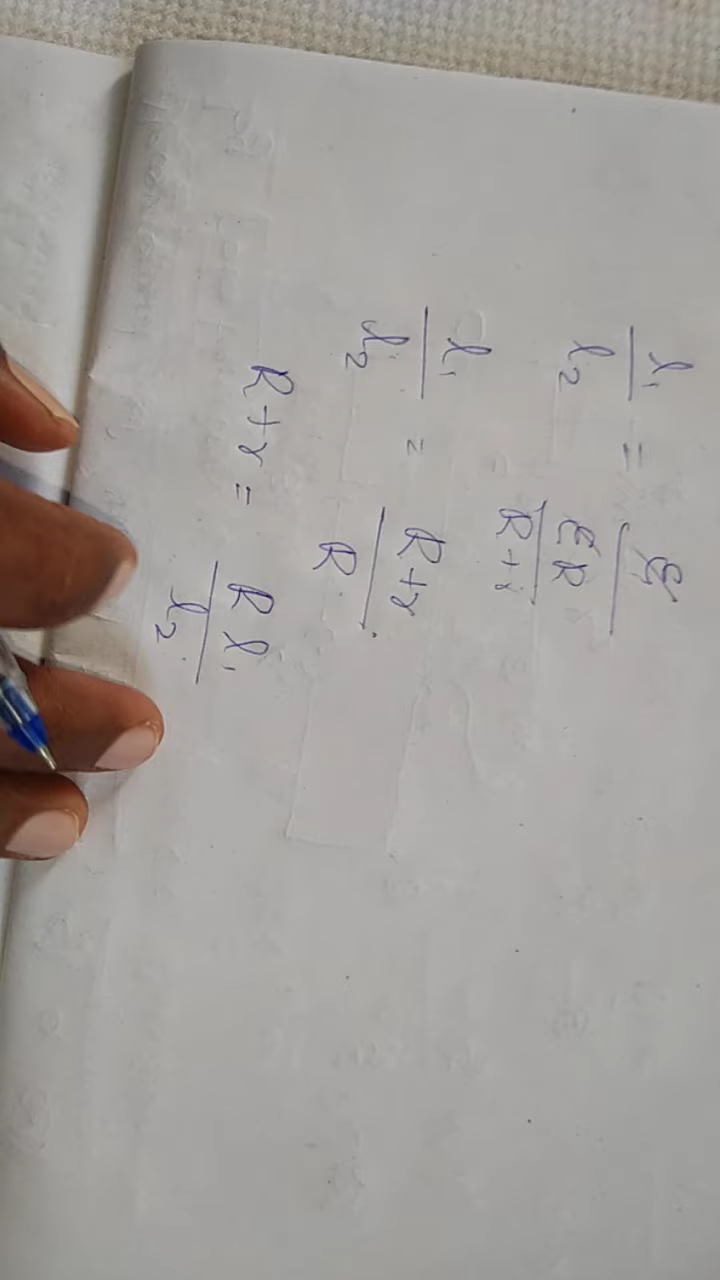 l₁/l₂ = ℰ/(ℰR/(R+r))
l₁/l₂ = (R+r)/R
R+r = Rl₁/l₂